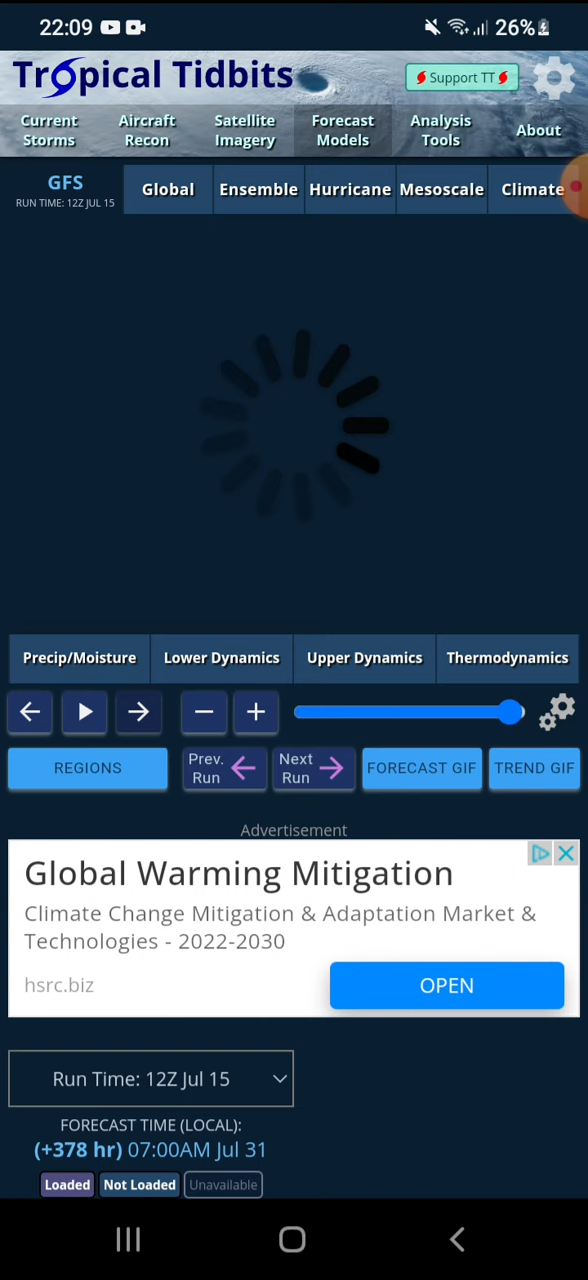 22:09
26%
Tropical Tidbits
Support TT
Current Storms
Aircraft Recon
Satellite Imagery
Forecast Models
Analysis Tools
About
GFS
RUN TIME: 12Z JUL 15
Global
Ensemble
Hurricane
Mesoscale
Climate
Precip/Moisture
Lower Dynamics
Upper Dynamics
Thermodynamics
REGIONS
Prev. Run
Next Run
FORECAST GIF
TREND GIF
Advertisement
Global Warming Mitigation
Climate Change Mitigation & Adaptation Market &
Technologies - 2022-2030
hsrc.biz
OPEN
Run Time: 12Z Jul 15
FORECAST TIME (LOCAL):
(+378 hr) 07:00AM Jul 31
Loaded
Not Loaded
Unavailable